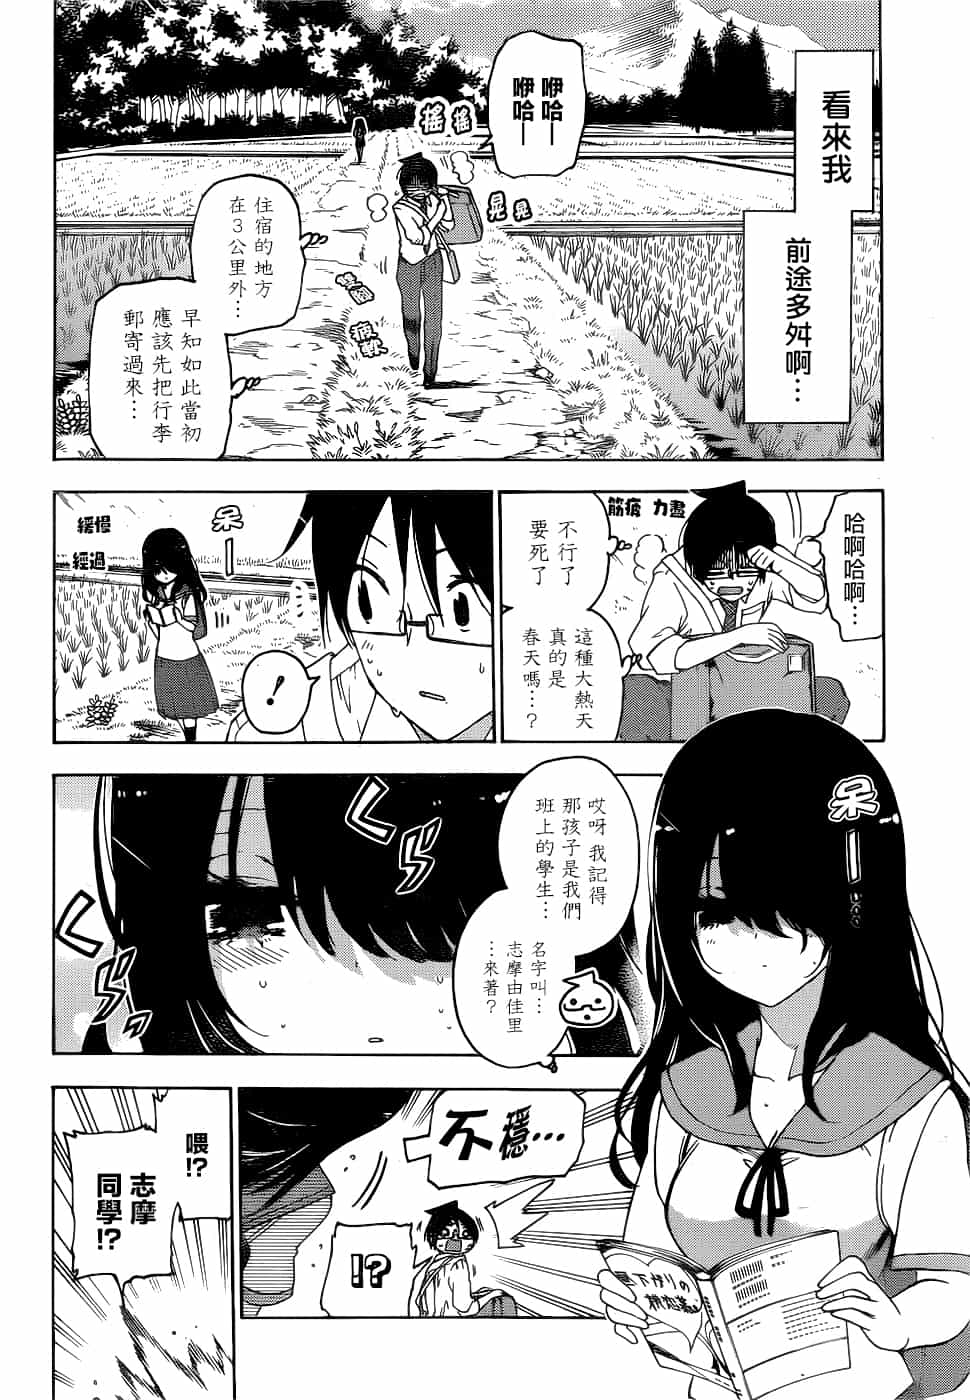 看來我
前途多舛啊…
咿哈—
咿哈—
搖搖
晃晃
病軟
住宿的地方
在3公里外…
早知如此當初
應該先把行李
郵寄過來…
哈啊哈啊…
筋疲 力盡
不行了
要死了
這種大熱天
真的是
春天嗎…?
!
呆—
緩慢
經過
呆—
哎呀 我記得
那孩子是我們
班上的學生…
名字叫…
志摩由佳里
…來著?
く
く
不穩…
!?
喂!?
志摩
同學!?